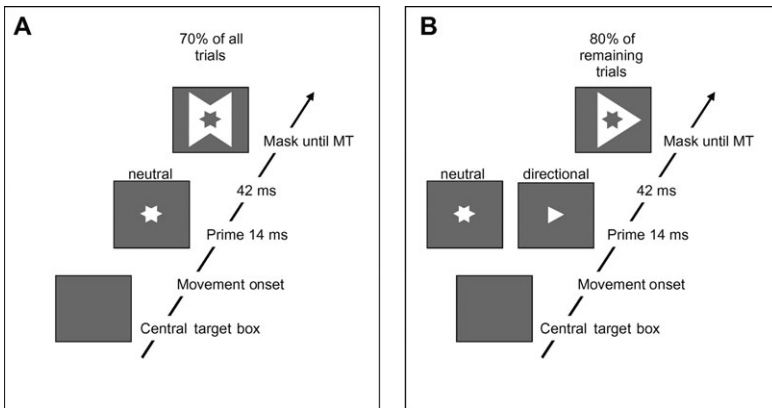 A
70% of all
trials
Mask until MT
neutral
42 ms
Prime 14 ms
Movement onset
Central target box
B
80% of
remaining
trials
Mask until MT
neutral directional
42 ms
Prime 14 ms
Movement onset
Central target box